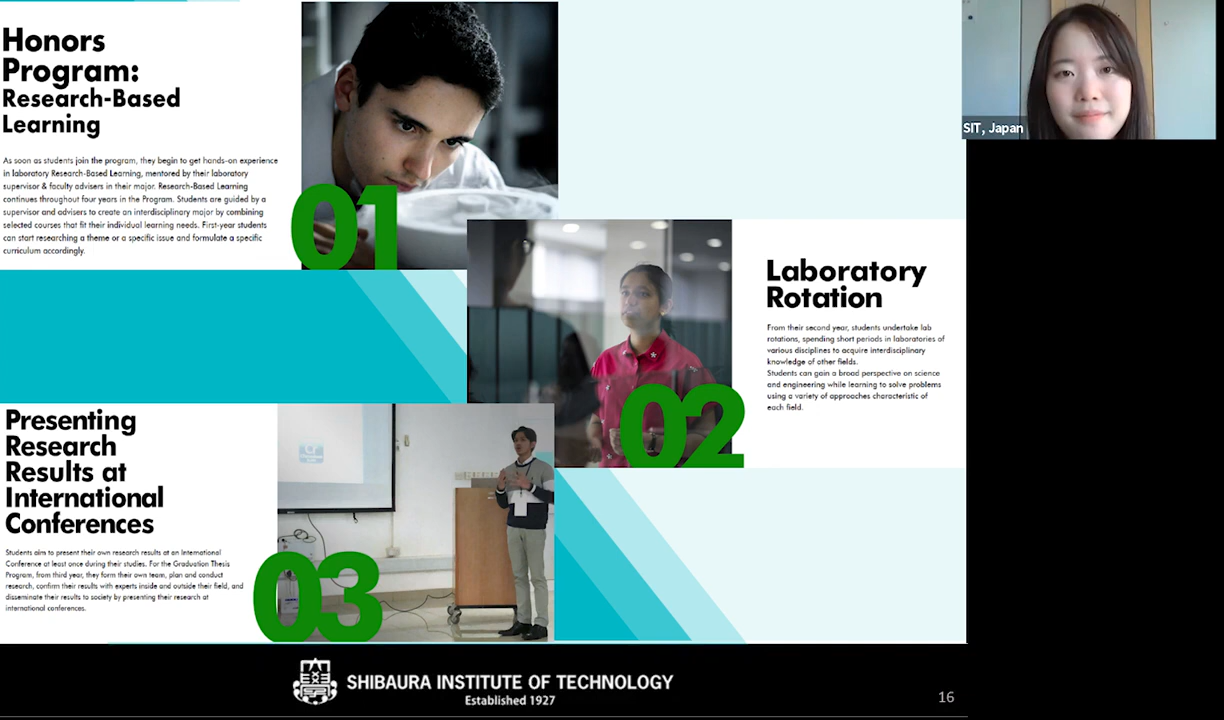 Honors
Program:
Research-Based
Learning
As soon as students join the program, they begin to get hands-on experience
in laboratory Research-Based Learning, mentored by their laboratory
supervisor & faculty advisers in their major. Research-Based Learning
continues throughout four years in the Program. Students are guided by a
supervisor and advisers to create an interdisciplinary major by combining
selected courses that fit their individual learning needs. First-year students
can start researching a theme or a specific issue and formulate a specific
curriculum accordingly.
01
SIT, Japan
Laboratory
Rotation
From their second year, students undertake lab
rotations, spending short periods in laboratories of
various disciplines to acquire interdisciplinary
knowledge of other fields.
Students can gain a broad perspective on science
and engineering while learning to solve problems
using a variety of approaches characteristic of
each field.
02
Presenting
Research
Results at
International
Conferences
Students aim to present their own research results at an International
Conference at least once during their studies. For the Graduation Thesis
Program, from third year, they form their own team, plan and conduct
research, confirm their results with experts inside and outside their field, and
disseminate their results to society by presenting their research at
international conferences.
03
SHIBAURA INSTITUTE OF TECHNOLOGY
Established 1927
16